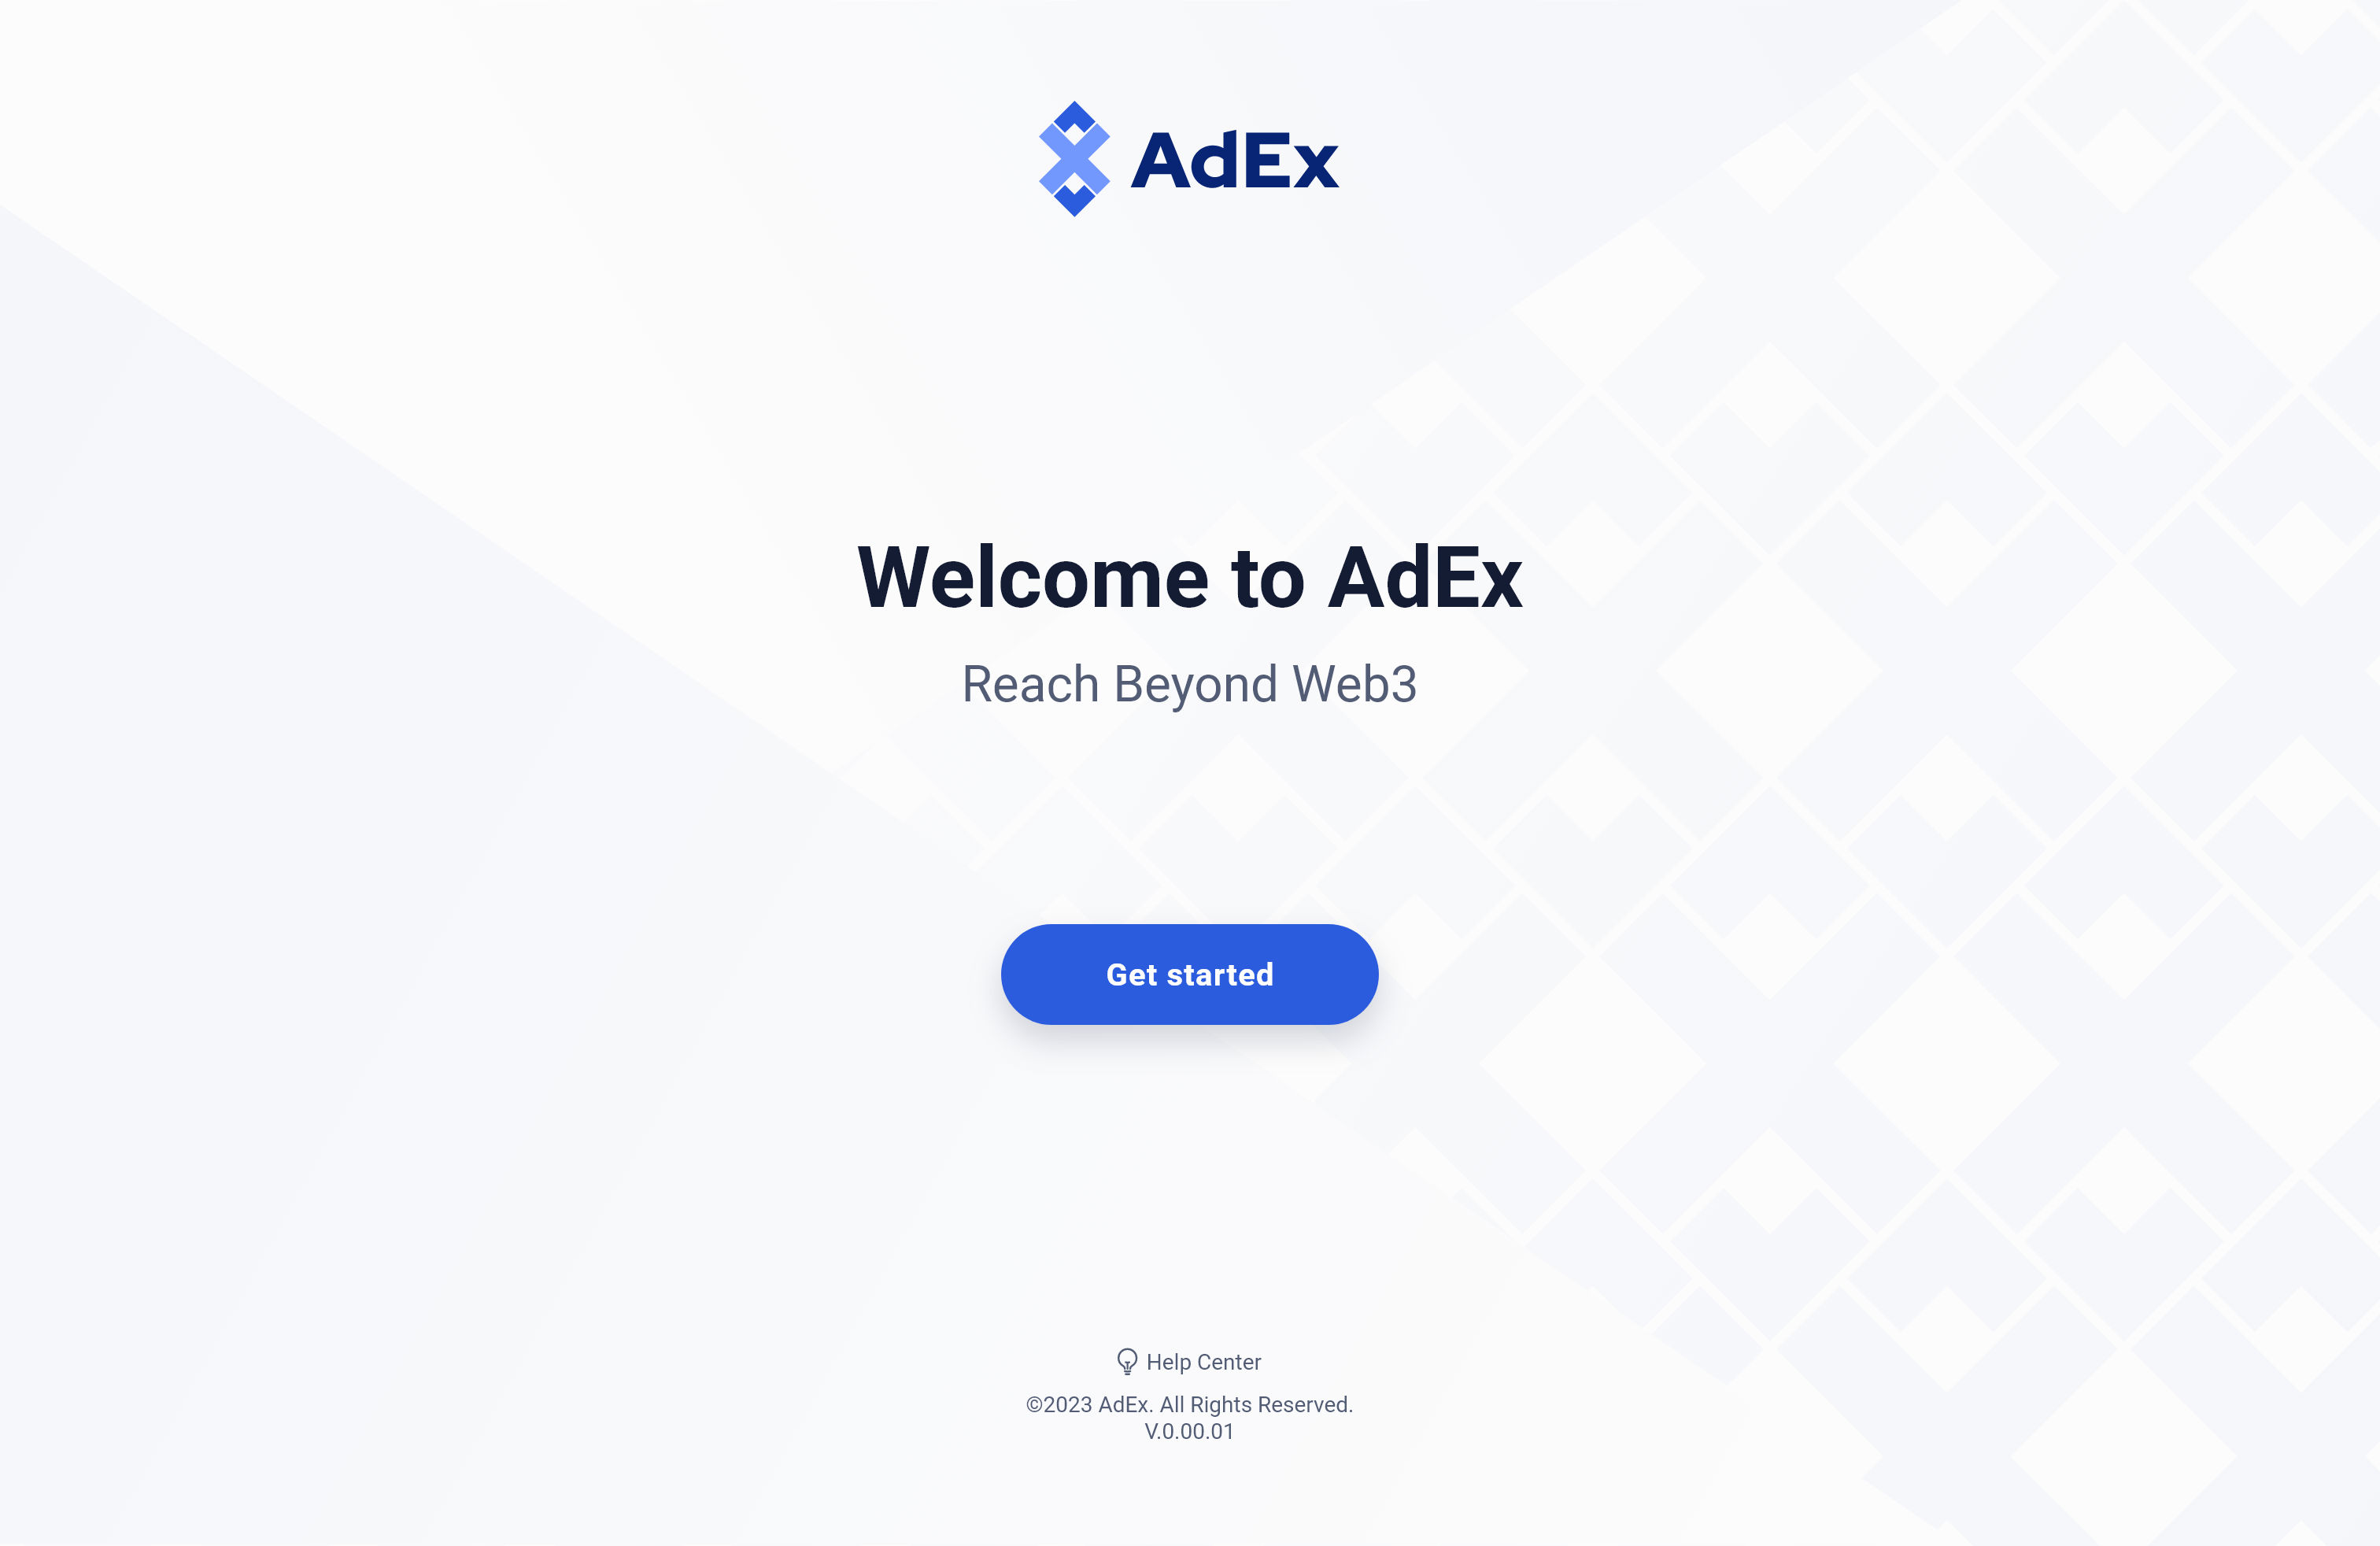 AdEx
Welcome to AdEx
Reach Beyond Web3
Get started
Help Center
©2023 AdEx. All Rights Reserved.
V.0.00.01